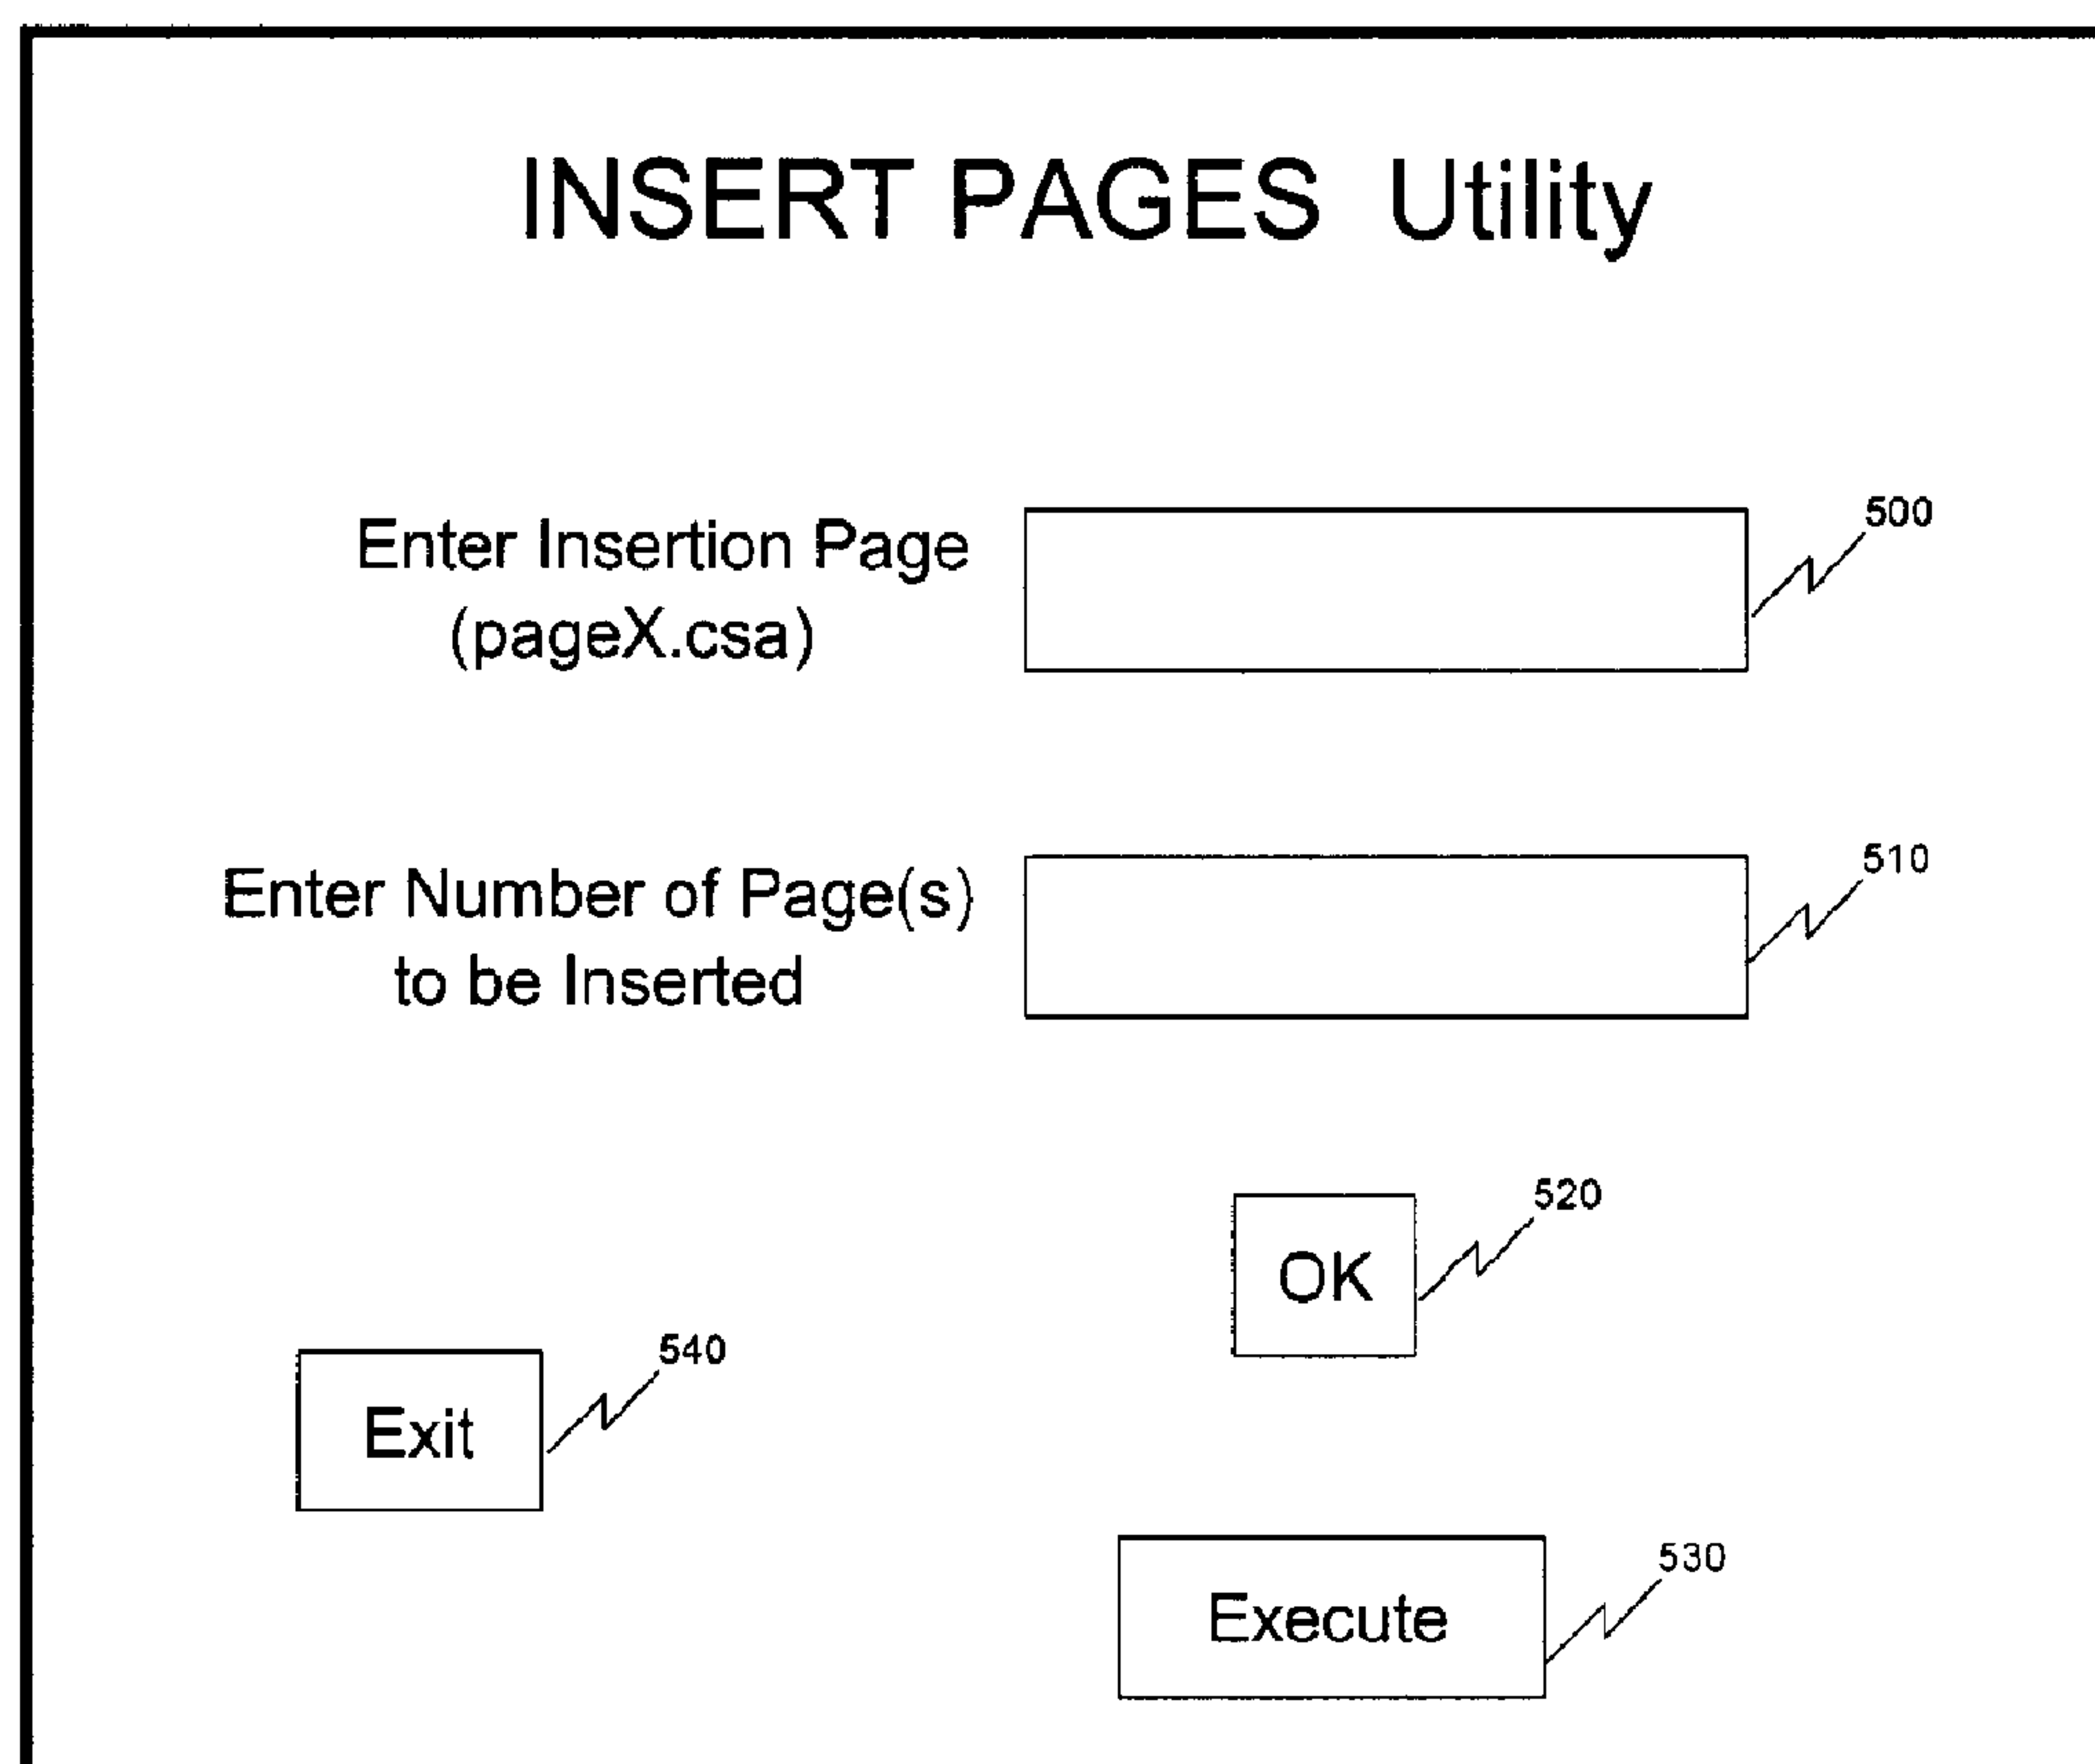 INSERT PAGES Utility
Enter Insertion Page
(pageX.csa)
500
Enter Number of Page(s)
to be Inserted
510
OK
520
Exit
540
Execute
530